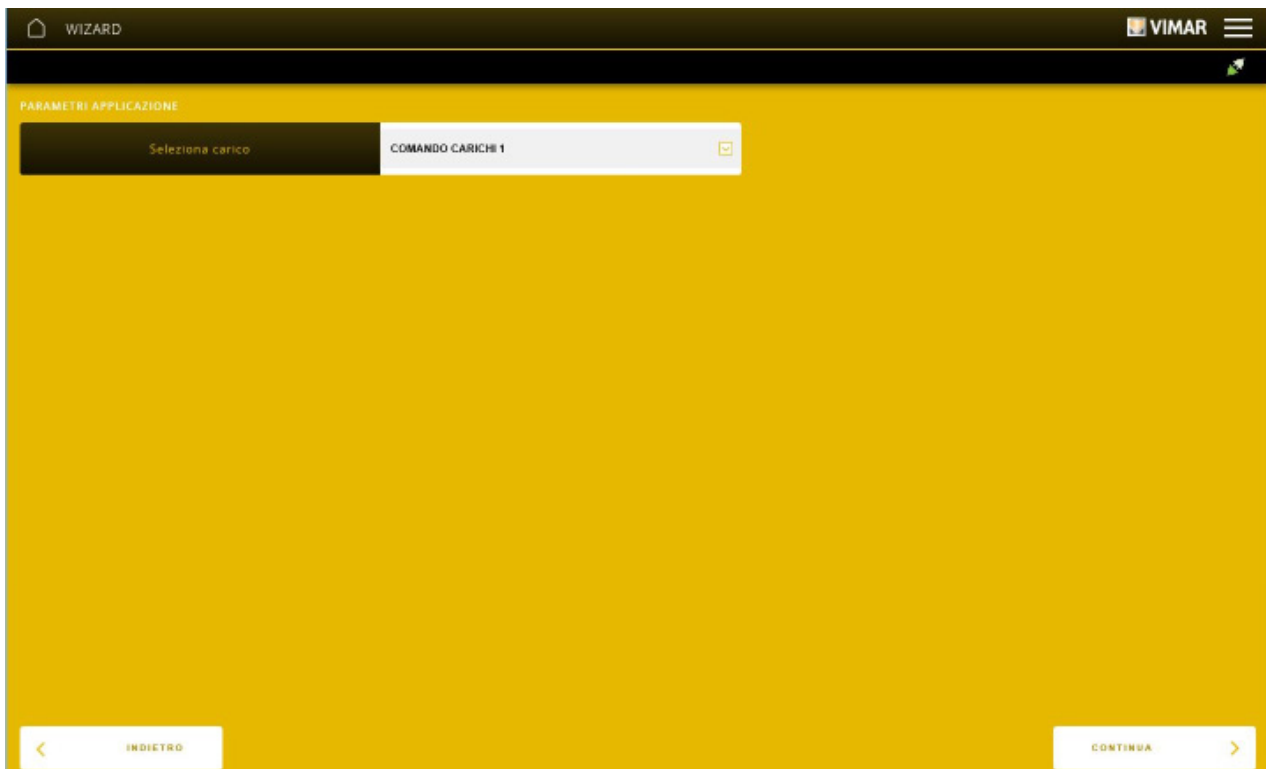 WIZARD
VIMAR
PARAMETRI APPLICAZIONE
Seleziona carico
COMANDO CARICHI 1
INDIETRO
CONTINUA